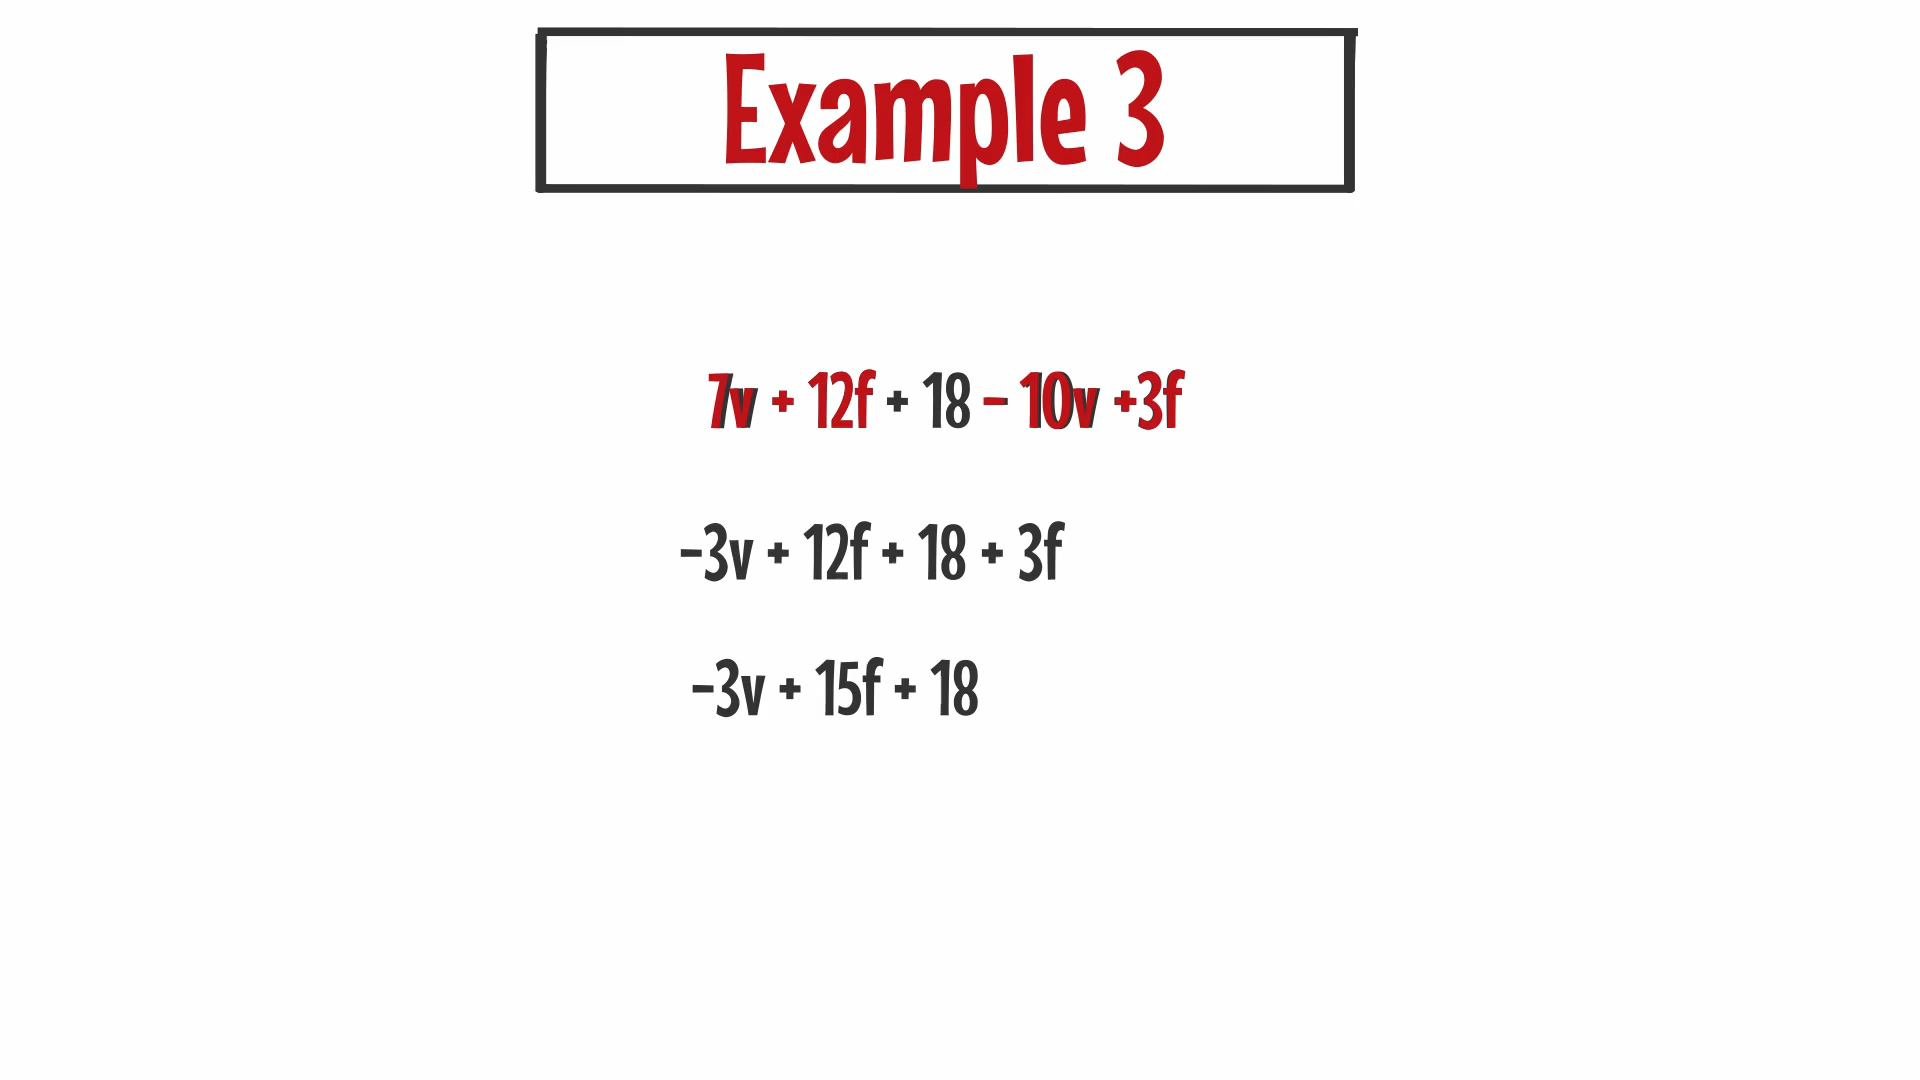 Example 3
7v + 12f + 18 − 10v +3f
−3v + 12f + 18 + 3f
−3v + 15f + 18